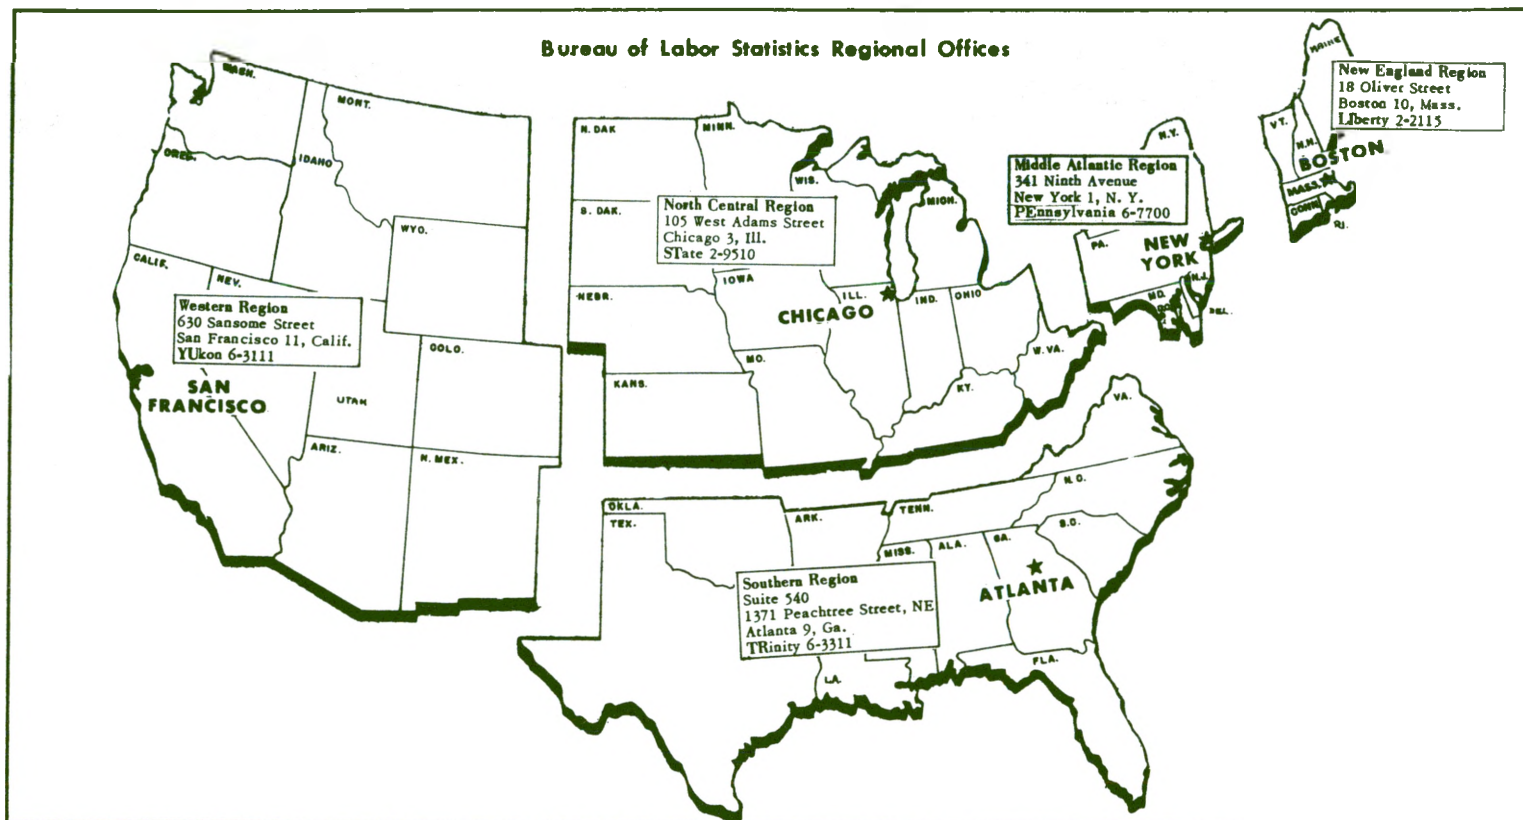 Bureau of Labor Statistics Regional Offices
WASH.
MONT.
OREG.
IDAHO
WYO.
CALIF.
NEV.
Western Region
630 Sansome Street
San Francisco 11, Calif.
YUkon 6-3111
SAN
FRANCISCO
UTAH
COLO.
ARIZ.
N. MEX.
N. DAK
MINN.
S. DAK.
WIS.
MICH.
North Central Region
105 West Adams Street
Chicago 3, Ill.
STate 2-9510
NEBR.
IOWA
ILL.
IND.
OHIO
CHICAGO
KANS.
MO.
KY.
W. VA.
Middle Atlantic Region
341 Ninth Avenue
New York 1, N. Y.
PEnnsylvania 6-7700
N.Y.
PA.
NEW
YORK
N.J.
MD.
DEL.
MAINE
New England Region
18 Oliver Street
Boston 10, Mass.
LIberty 2-2115
VT.
N.H.
BOSTON
MASS.
CONN
R.I.
OKLA.
TEX.
ARK.
TENN.
VA.
N.C.
S.C.
MISS.
ALA.
GA.
ATLANTA
Southern Region
Suite 540
1371 Peachtree Street, NE
Atlanta 9, Ga.
TRinity 6-3311
LA.
FLA.